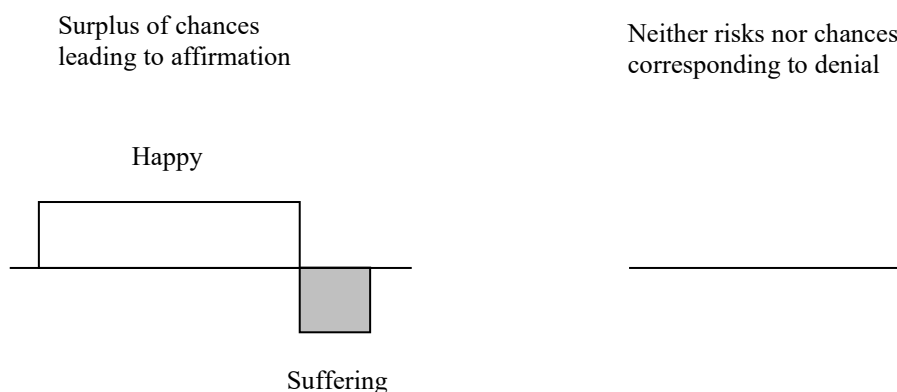 Surplus of chances
leading to affirmation
Neither risks nor chances
corresponding to denial
Happy
Suffering